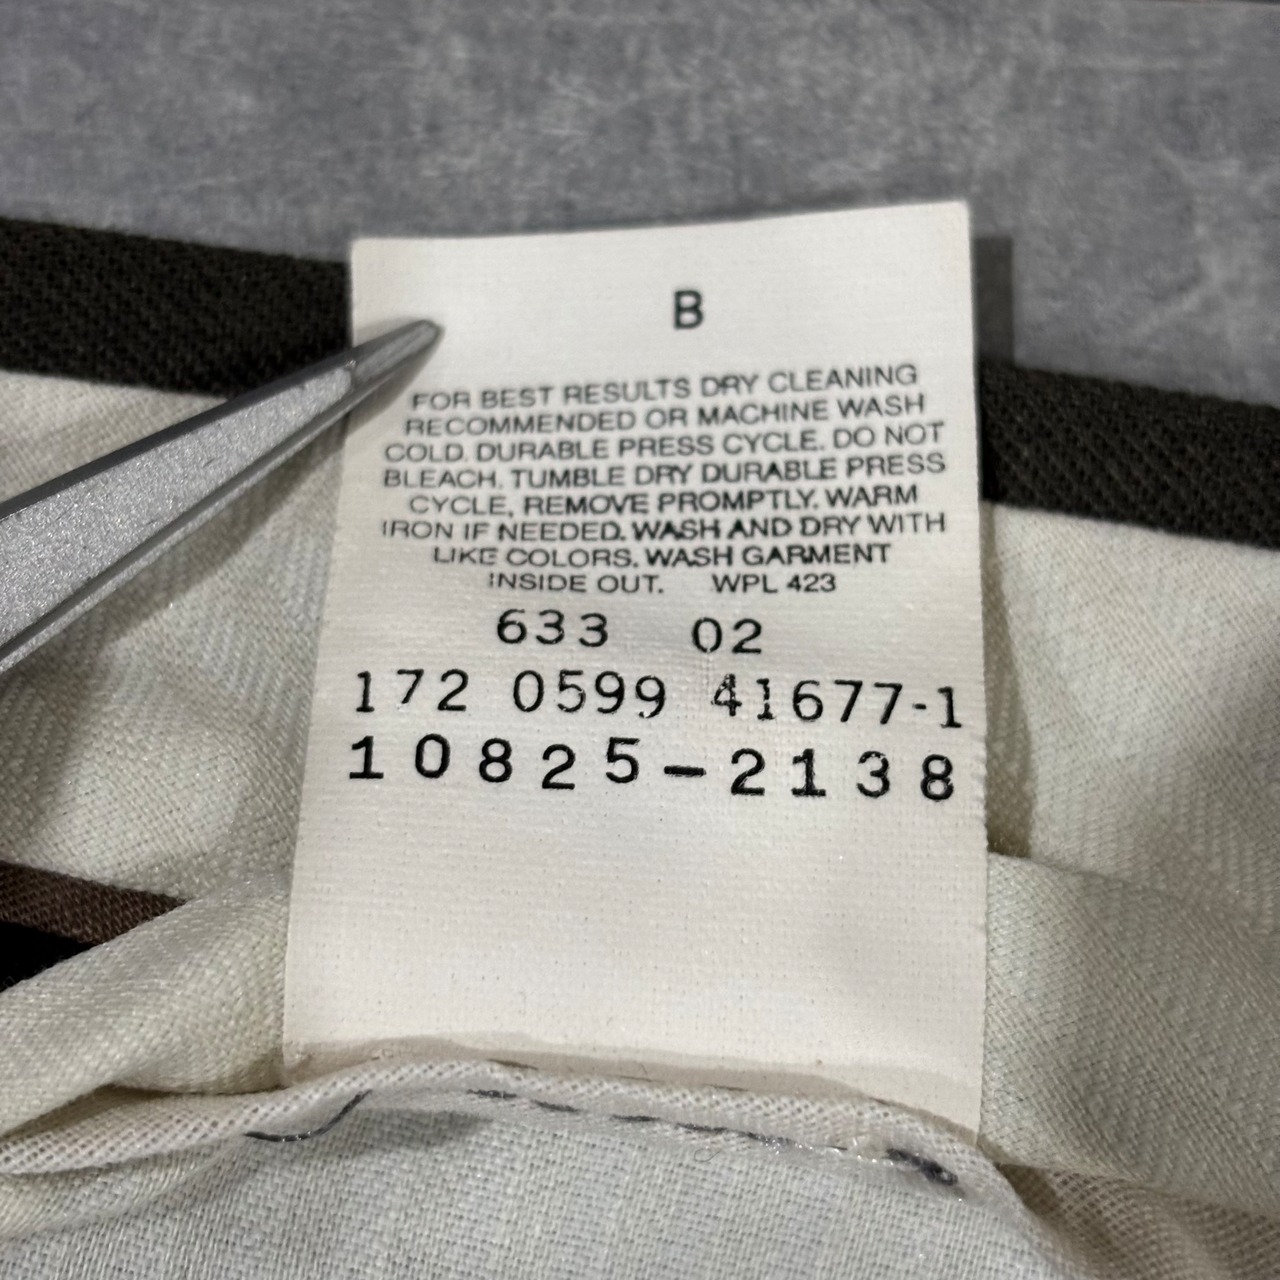 B
FOR BEST RESULTS DRY CLEANING
RECOMMENDED OR MACHINE WASH
COLD. DURABLE PRESS CYCLE. DO NOT
BLEACH. TUMBLE DRY DURABLE PRESS
CYCLE, REMOVE PROMPTLY. WARM
IRON IF NEEDED. WASH AND DRY WITH
LIKE COLORS. WASH GARMENT
INSIDE OUT. WPL 423
633 02
172 0599 41677-1
10825-2138